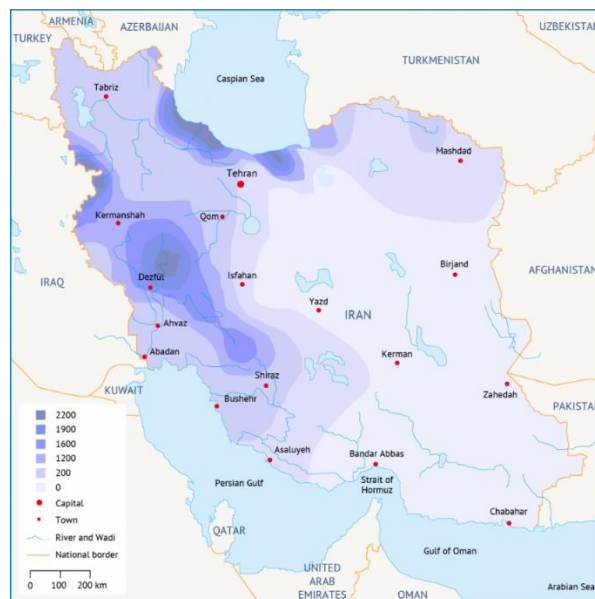 ARMENIA
AZERBAIJAN
TURKEY
UZBEKISTAN
TURKMENISTAN
Caspian Sea
Tabriz
Mashdad
Tehran
Qom
Kermanshah
IRAQ
Dezfūl
Isfahan
Birjand
AFGHANISTAN
Yazd
IRAN
Ahvaz
Abadan
Kerman
Shiraz
Zahedah
KUWAIT
Bushehr
PAKISTAN
Asaluyeh
Bandar Abbas
Strait of
Hormuz
Persian Gulf
Chabahar
QATAR
Gulf of Oman
UNITED
ARAB
EMIRATES
OMAN
Arabian Sea
2200
1900
1600
1200
200
0
Capital
Town
River and Wadi
National border
0 100 200 km